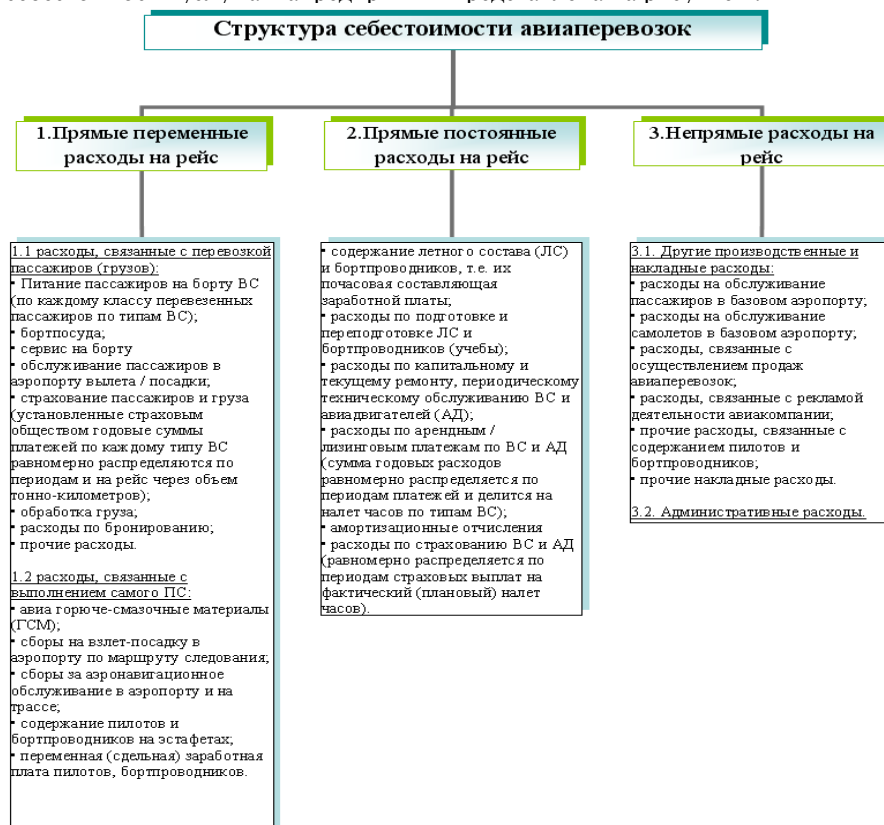 Структура себестоимости авиаперевозок
1.Прямые переменные
расходы на рейс
2.Прямые постоянные
расходы на рейс
3.Непрямые расходы на
рейс
1.1 расходы, связанные с перевозкой
пассажиров (грузов):
▪ Питание пассажиров на борту ВС
(по каждому классу перевезенных
пассажиров по типам ВС);
▪ бортпосуда;
▪ сервис на борту
▪ обслуживание пассажиров в
аэропорту вылета / посадки;
▪ страхование пассажиров и груза
(установленные страховым
обществом годовые суммы
платежей по каждому типу ВС
равномерно распределяются по
периодам и на рейс через объем
тонно-километров);
▪ обработка груза;
▪ расходы по бронированию;
▪ прочие расходы.
1.2 расходы, связанные с
выполнением самого ПС:
▪ авиа горюче-смазочные материалы
(ГСМ);
▪ сборы на взлет-посадку в
аэропорту по маршруту следования;
▪ сборы за аэронавигационное
обслуживание в аэропорту и на
трассе;
▪ содержание пилотов и
бортпроводников на эстафетах;
▪ переменная (сдельная) заработная
плата пилотов, бортпроводников.
▪ содержание летного состава (ЛС)
и бортпроводников, т.е. их
почасовая составляющая
заработной платы;
▪ расходы по подготовке и
переподготовке ЛС и
бортпроводников (учебы);
▪ расходы по капитальному и
текущему ремонту, периодическому
техническому обслуживанию ВС и
авиадвигателей (АД);
▪ расходы по арендным /
лизинговым платежам по ВС и АД
(сумма годовых расходов
равномерно распределяется по
периодам платежей и делится на
налет часов по типам ВС);
▪ амортизационные отчисления
▪ расходы по страхованию ВС и АД
(равномерно распределяется по
периодам страховых выплат на
фактический (плановый) налет
часов).
3.1. Другие производственные и
накладные расходы:
▪ расходы на обслуживание
пассажиров в базовом аэропорту;
▪ расходы на обслуживание
самолетов в базовом аэропорту;
▪ расходы, связанные с
осуществлением продаж
авиаперевозок;
▪ расходы, связанные с рекламой
деятельности авиакомпании;
▪ прочие расходы, связанные с
содержанием пилотов и
бортпроводников;
▪ прочие накладные расходы.
3.2. Административные расходы.